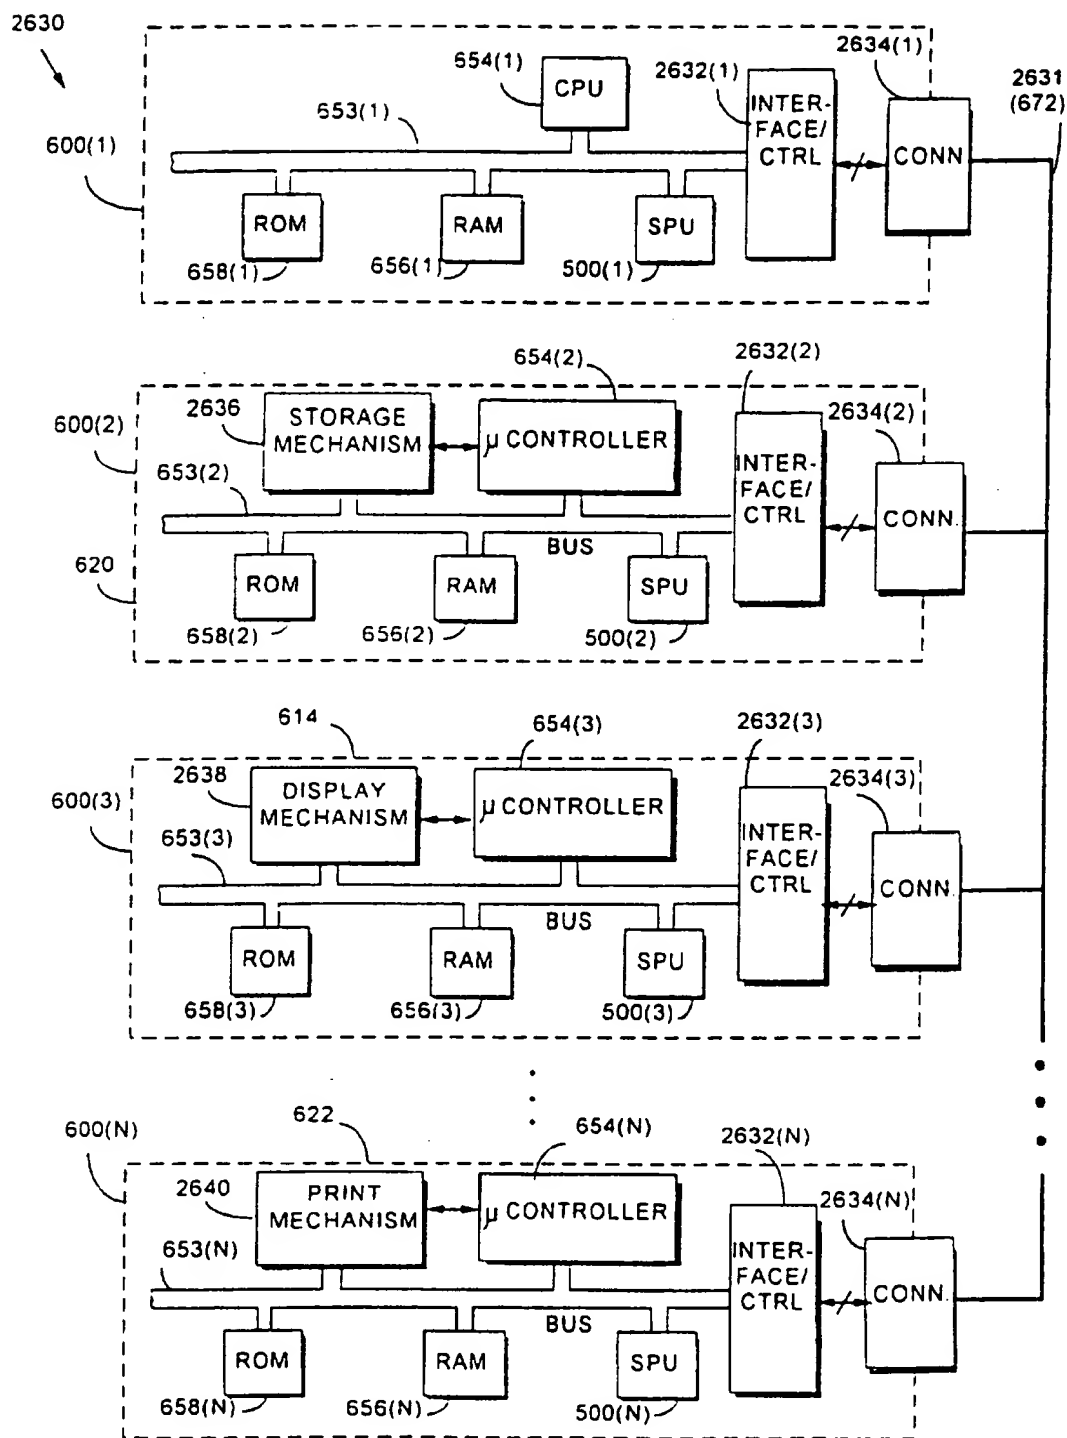 2630
2634(1)
654(1)
2632(1)
2631
(672)
CPU
INTER-
FACE/
CTRL
653(1)
600(1)
CONN
ROM
RAM
SPU
658(1)
656(1)
500(1)
654(2)
2632(2)
2636
STORAGE
MECHANISM
µ CONTROLLER
2634(2)
600(2)
653(2)
INTER-
FACE/
CTRL
CONN.
BUS
620
ROM
RAM
SPU
658(2)
656(2)
500(2)
614
654(3)
2632(3)
2638
DISPLAY
MECHANISM
µ CONTROLLER
2634(3)
600(3)
653(3)
INTER-
FACE/
CTRL
CONN.
BUS
ROM
RAM
SPU
658(3)
656(3)
500(3)
622
654(N)
2632(N)
600(N)
2640
PRINT
MECHANISM
µ CONTROLLER
2634(N)
653(N)
INTER-
FACE/
CTRL
CONN.
BUS
ROM
RAM
SPU
658(N)
656(N)
500(N)